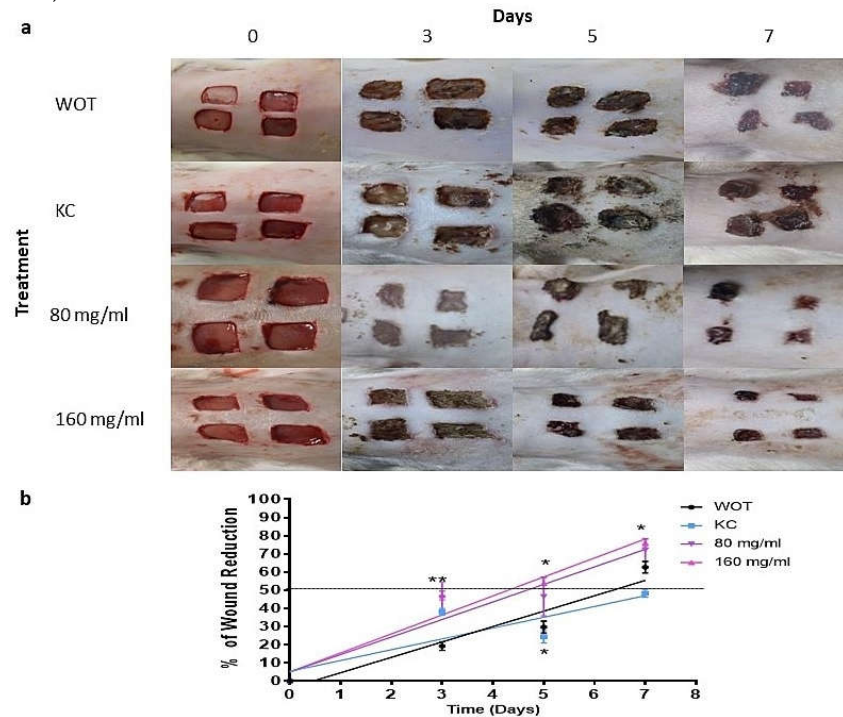 Days
a
0 3 5 7
WOT
KC
Treatment
80 mg/ml
160 mg/ml
b
100
90
80
70
60
50
40
30
20
10
0
% of Wound Reduction
0 1 2 3 4 5 6 7 8
Time (Days)
** * * *
WOT
KC
80 mg/ml
160 mg/ml